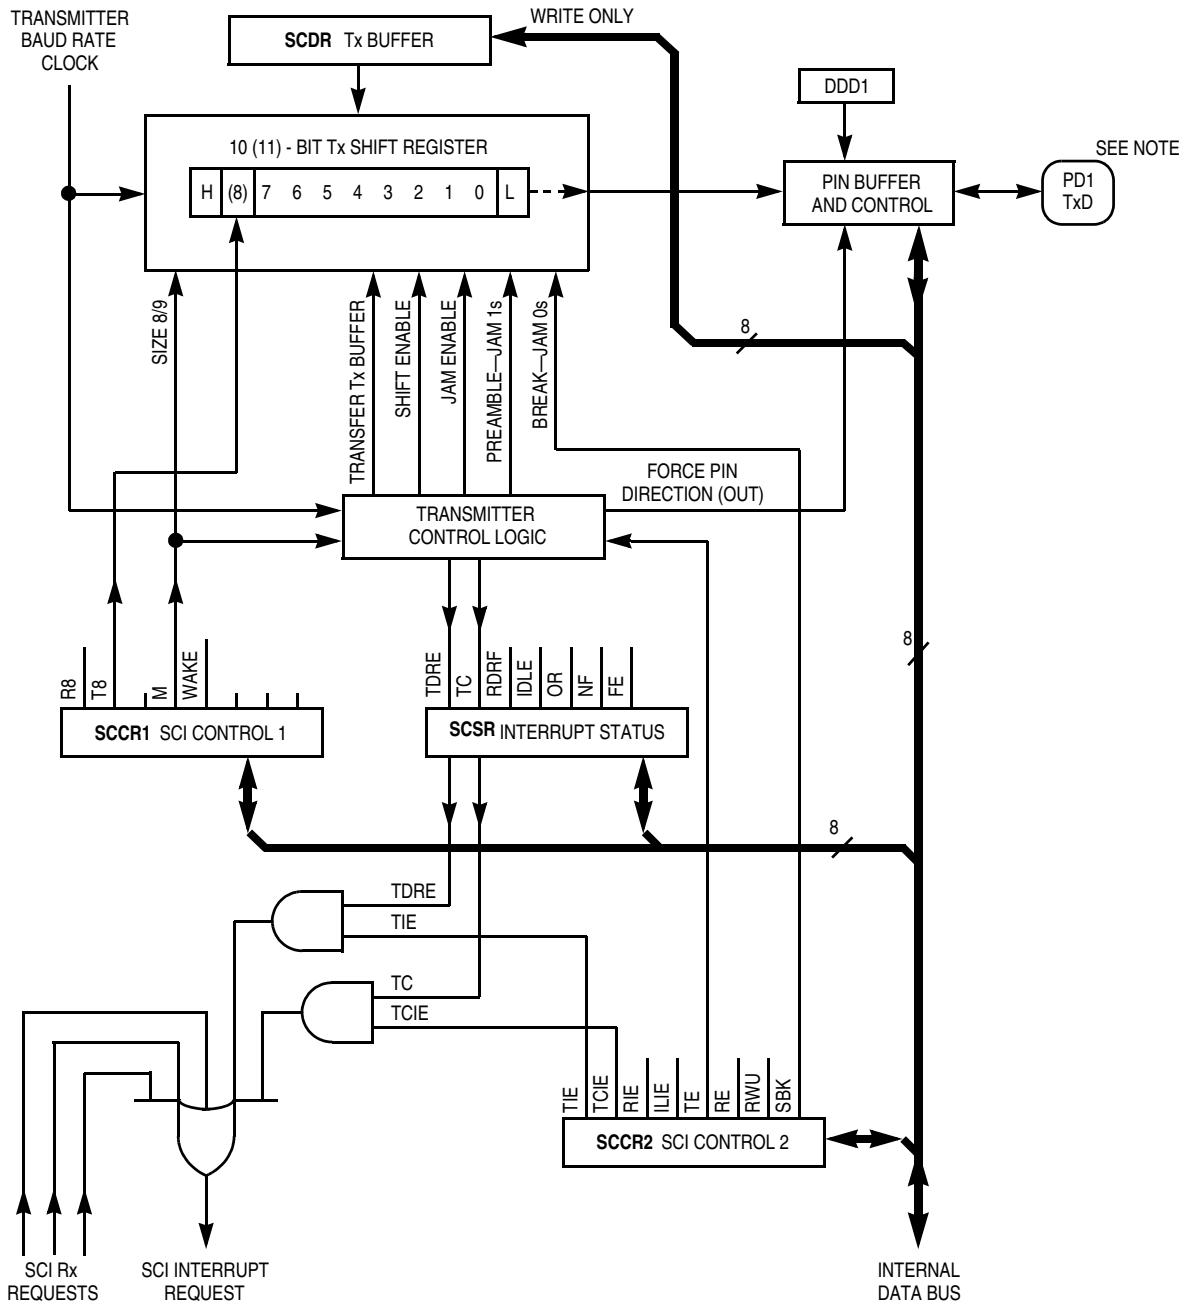 TRANSMITTER
BAUD RATE
CLOCK
SCDR Tx BUFFER
WRITE ONLY
DDD1
10 (11) - BIT Tx SHIFT REGISTER
H (8) 7 6 5 4 3 2 1 0 L
PIN BUFFER
AND CONTROL
SEE NOTE
PD1
TxD
SIZE 8/9
TRANSFER Tx BUFFER
SHIFT ENABLE
JAM ENABLE
PREAMBLE—JAM 1s
BREAK—JAM 0s
8
FORCE PIN
DIRECTION (OUT)
TRANSMITTER
CONTROL LOGIC
8
R8
T8
M
WAKE
SCCR1 SCI CONTROL 1
TDRE
TC
RDRF
IDLE
OR
NF
FE
SCSR INTERRUPT STATUS
8
TDRE
TIE
TC
TCIE
TIE
TCIE
RIE
ILIE
TE
RE
RWU
SBK
SCCR2 SCI CONTROL 2
SCI Rx
REQUESTS
SCI INTERRUPT
REQUEST
INTERNAL
DATA BUS